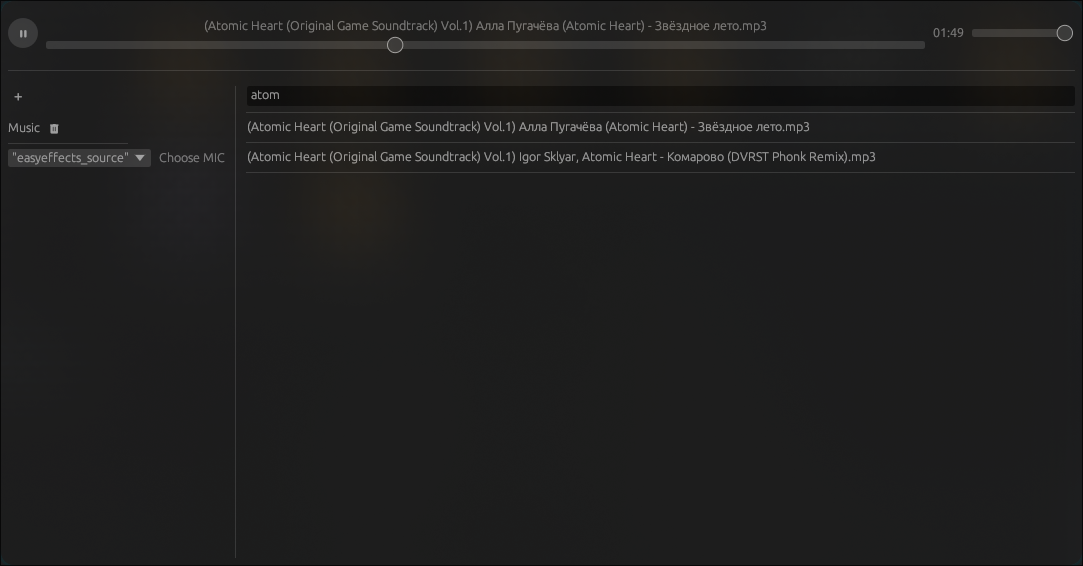 (Atomic Heart (Original Game Soundtrack) Vol.1) Алла Пугачёва (Atomic Heart) - Звёздное лето.mp3
01:49
+
atom
Music
(Atomic Heart (Original Game Soundtrack) Vol.1) Алла Пугачёва (Atomic Heart) - Звёздное лето.mp3
"easyeffects_source" Choose MIC
(Atomic Heart (Original Game Soundtrack) Vol.1) Igor Sklyar, Atomic Heart - Комарово (DVRST Phonk Remix).mp3